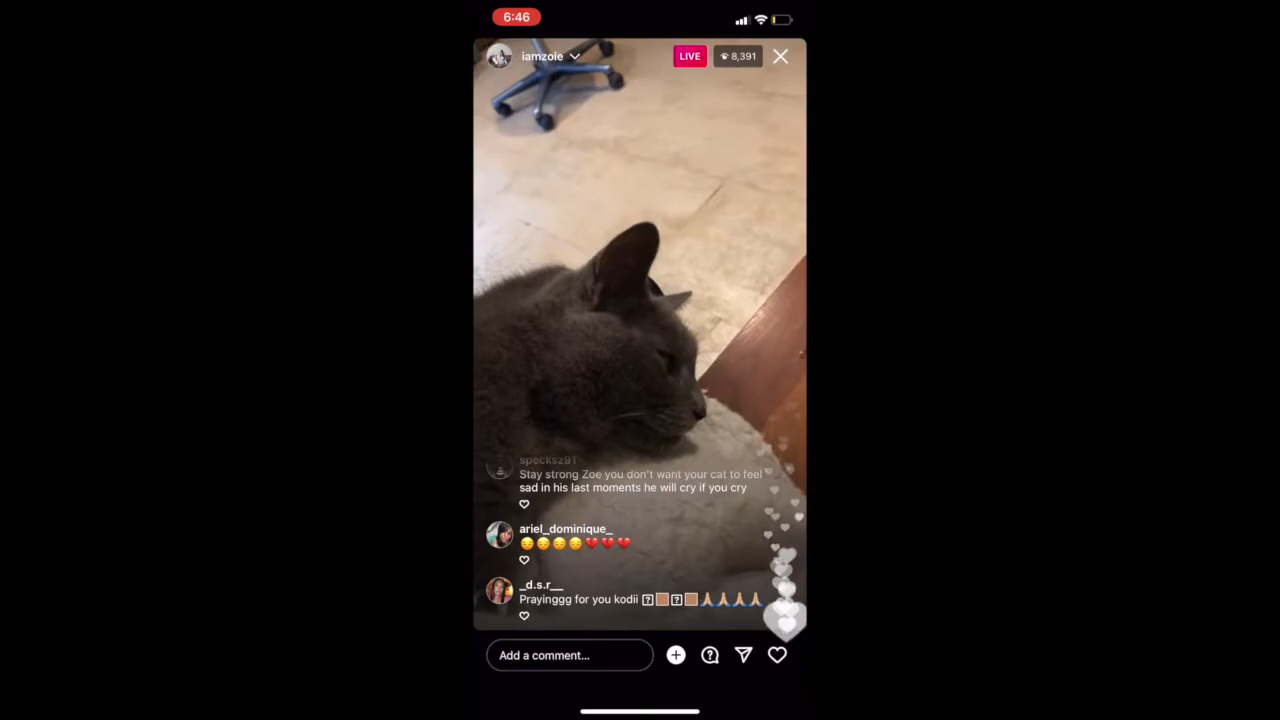 6:46
iamzoie
LIVE
8,391
specksz91
Stay strong Zoe you don't want your cat to feel
sad in his last moments he will cry if you cry
ariel_dominique_
😔😔😔😔💔💔💔
_d.s.r__
Prayinggg for you kodii 🙏🏽🙏🏽🙏🏽🙏🏽
Add a comment...